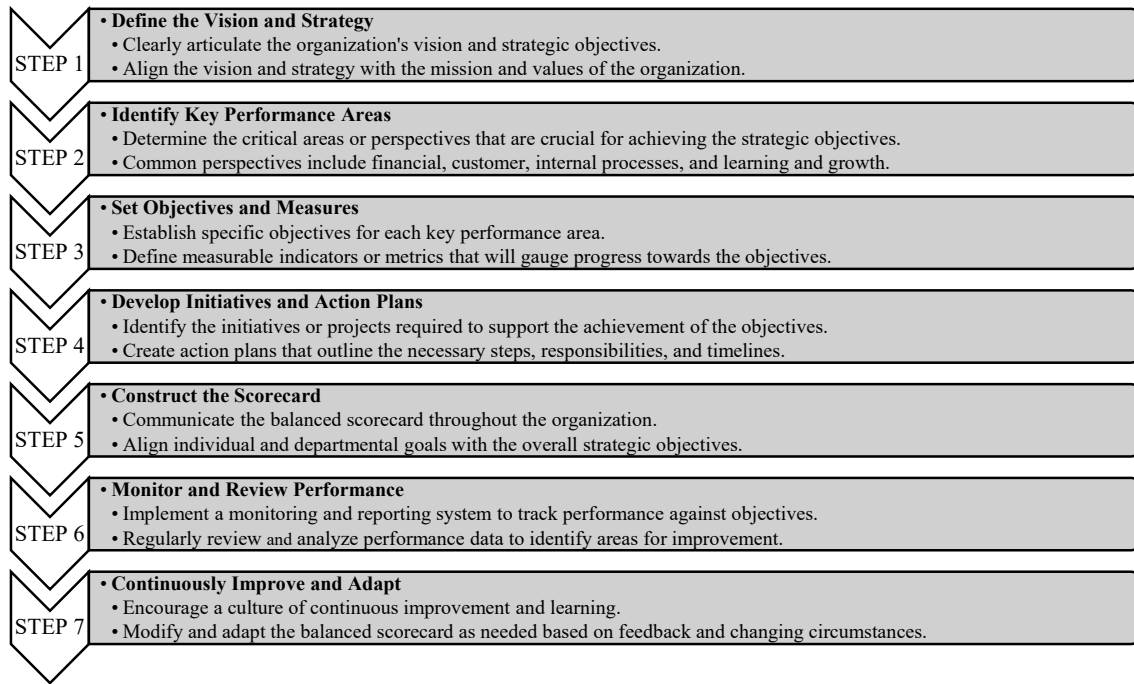 • Define the Vision and Strategy
• Clearly articulate the organization's vision and strategic objectives.
STEP 1
• Align the vision and strategy with the mission and values of the organization.
• Identify Key Performance Areas
• Determine the critical areas or perspectives that are crucial for achieving the strategic objectives.
STEP 2
• Common perspectives include financial, customer, internal processes, and learning and growth.
• Set Objectives and Measures
• Establish specific objectives for each key performance area.
STEP 3
• Define measurable indicators or metrics that will gauge progress towards the objectives.
• Develop Initiatives and Action Plans
• Identify the initiatives or projects required to support the achievement of the objectives.
STEP 4
• Create action plans that outline the necessary steps, responsibilities, and timelines.
• Construct the Scorecard
• Communicate the balanced scorecard throughout the organization.
STEP 5
• Align individual and departmental goals with the overall strategic objectives.
• Monitor and Review Performance
• Implement a monitoring and reporting system to track performance against objectives.
STEP 6
• Regularly review and analyze performance data to identify areas for improvement.
• Continuously Improve and Adapt
• Encourage a culture of continuous improvement and learning.
STEP 7
• Modify and adapt the balanced scorecard as needed based on feedback and changing circumstances.